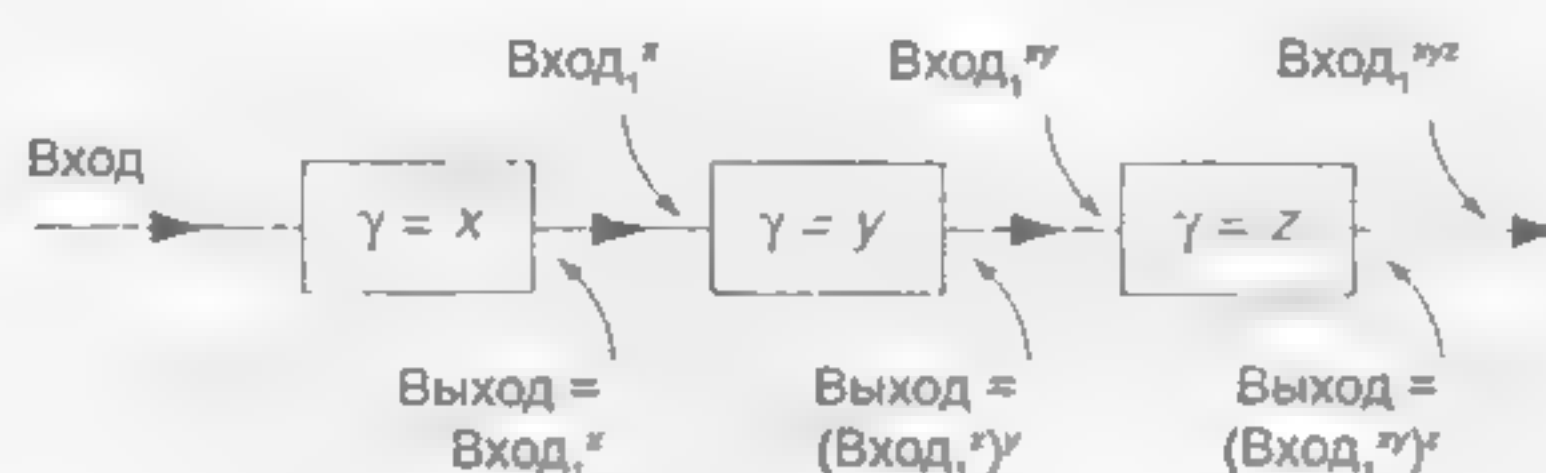 Вход₁ˣ
Вход₁ˣʸ
Вход₁ˣʸᶻ
Вход
γ = x
γ = y
γ = z
Выход =
Вход₁ˣ
Выход =
(Вход₁ˣ)ʸ
Выход =
(Вход₁ˣʸ)ᶻ